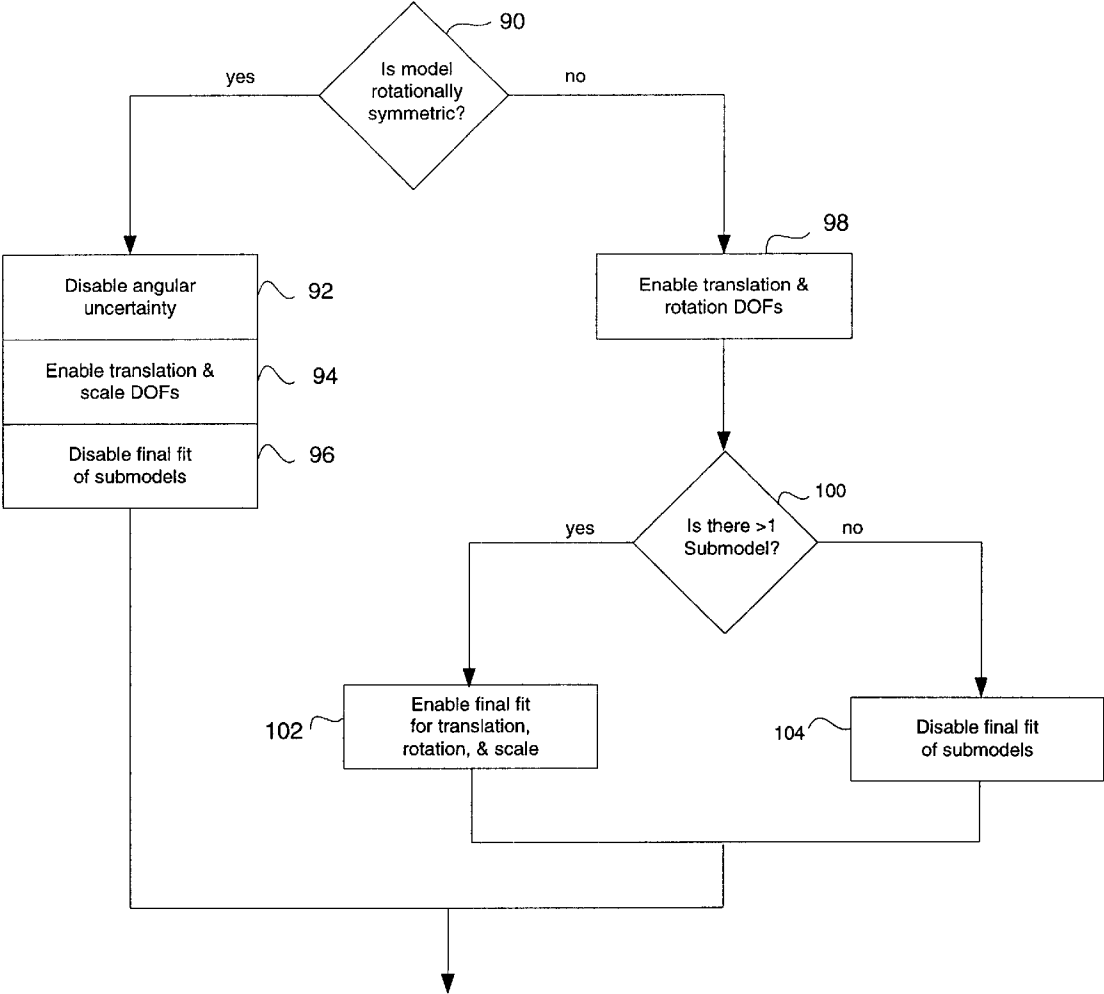 90
Is model
rotationally
symmetric?
yes
no
98
Disable angular
uncertainty
92
Enable translation &
rotation DOFs
Enable translation &
scale DOFs
94
Disable final fit
of submodels
96
100
Is there >1
Submodel?
yes
no
Enable final fit
for translation,
rotation, & scale
102
104
Disable final fit
of submodels